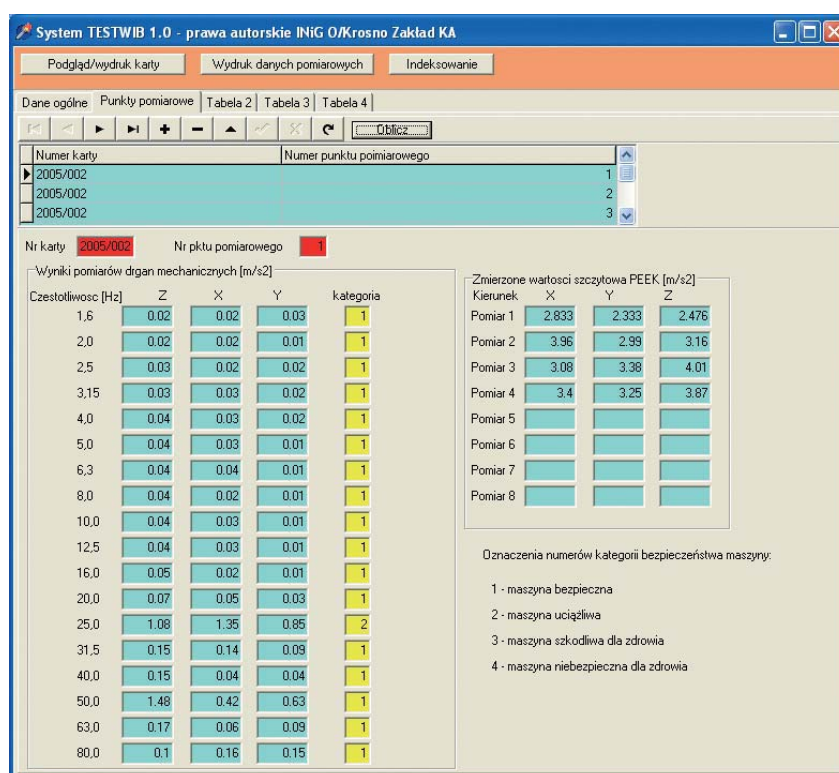 System TESTWIB 1.0 - prawa autorskie INiG O/Krosno Zakład KA
Podgląd/wydruk karty Wydruk danych pomiarowych Indeksowanie
Dane ogólne Punkty pomiarowe Tabela 2 Tabela 3 Tabela 4
Oblicz
Numer karty Numer punktu poimiarowego
2005/002 1
2005/002 2
2005/002 3
Nr karty 2005/002 Nr pktu pomiarowego 1
Wyniki pomiarów drgan mechanicznych [m/s2]
Czestotliwosc [Hz] Z X Y kategoria
1,6 0.02 0.02 0.03 1
2,0 0.02 0.02 0.01 1
2,5 0.03 0.02 0.02 1
3,15 0.03 0.03 0.02 1
4,0 0.04 0.03 0.02 1
5,0 0.04 0.03 0.01 1
6,3 0.04 0.04 0.01 1
8,0 0.04 0.02 0.01 1
10,0 0.04 0.03 0.01 1
12,5 0.04 0.03 0.01 1
16,0 0.05 0.02 0.01 1
20,0 0.07 0.05 0.03 1
25,0 1.08 1.35 0.85 2
31,5 0.15 0.14 0.09 1
40,0 0.15 0.04 0.04 1
50,0 1.48 0.42 0.63 1
63,0 0.17 0.06 0.09 1
80,0 0.1 0.16 0.15 1
Zmierzone wartosci szczytowa PEEK [m/s2]
Kierunek X Y Z
Pomiar 1 2.833 2.333 2.476
Pomiar 2 3.96 2.99 3.16
Pomiar 3 3.08 3.38 4.01
Pomiar 4 3.4 3.25 3.87
Pomiar 5
Pomiar 6
Pomiar 7
Pomiar 8
Oznaczenia numerów kategorii bezpieczeństwa maszyny:
1 - maszyna bezpieczna
2 - maszyna uciążliwa
3 - maszyna szkodliwa dla zdrowia
4 - maszyna niebezpieczna dla zdrowia